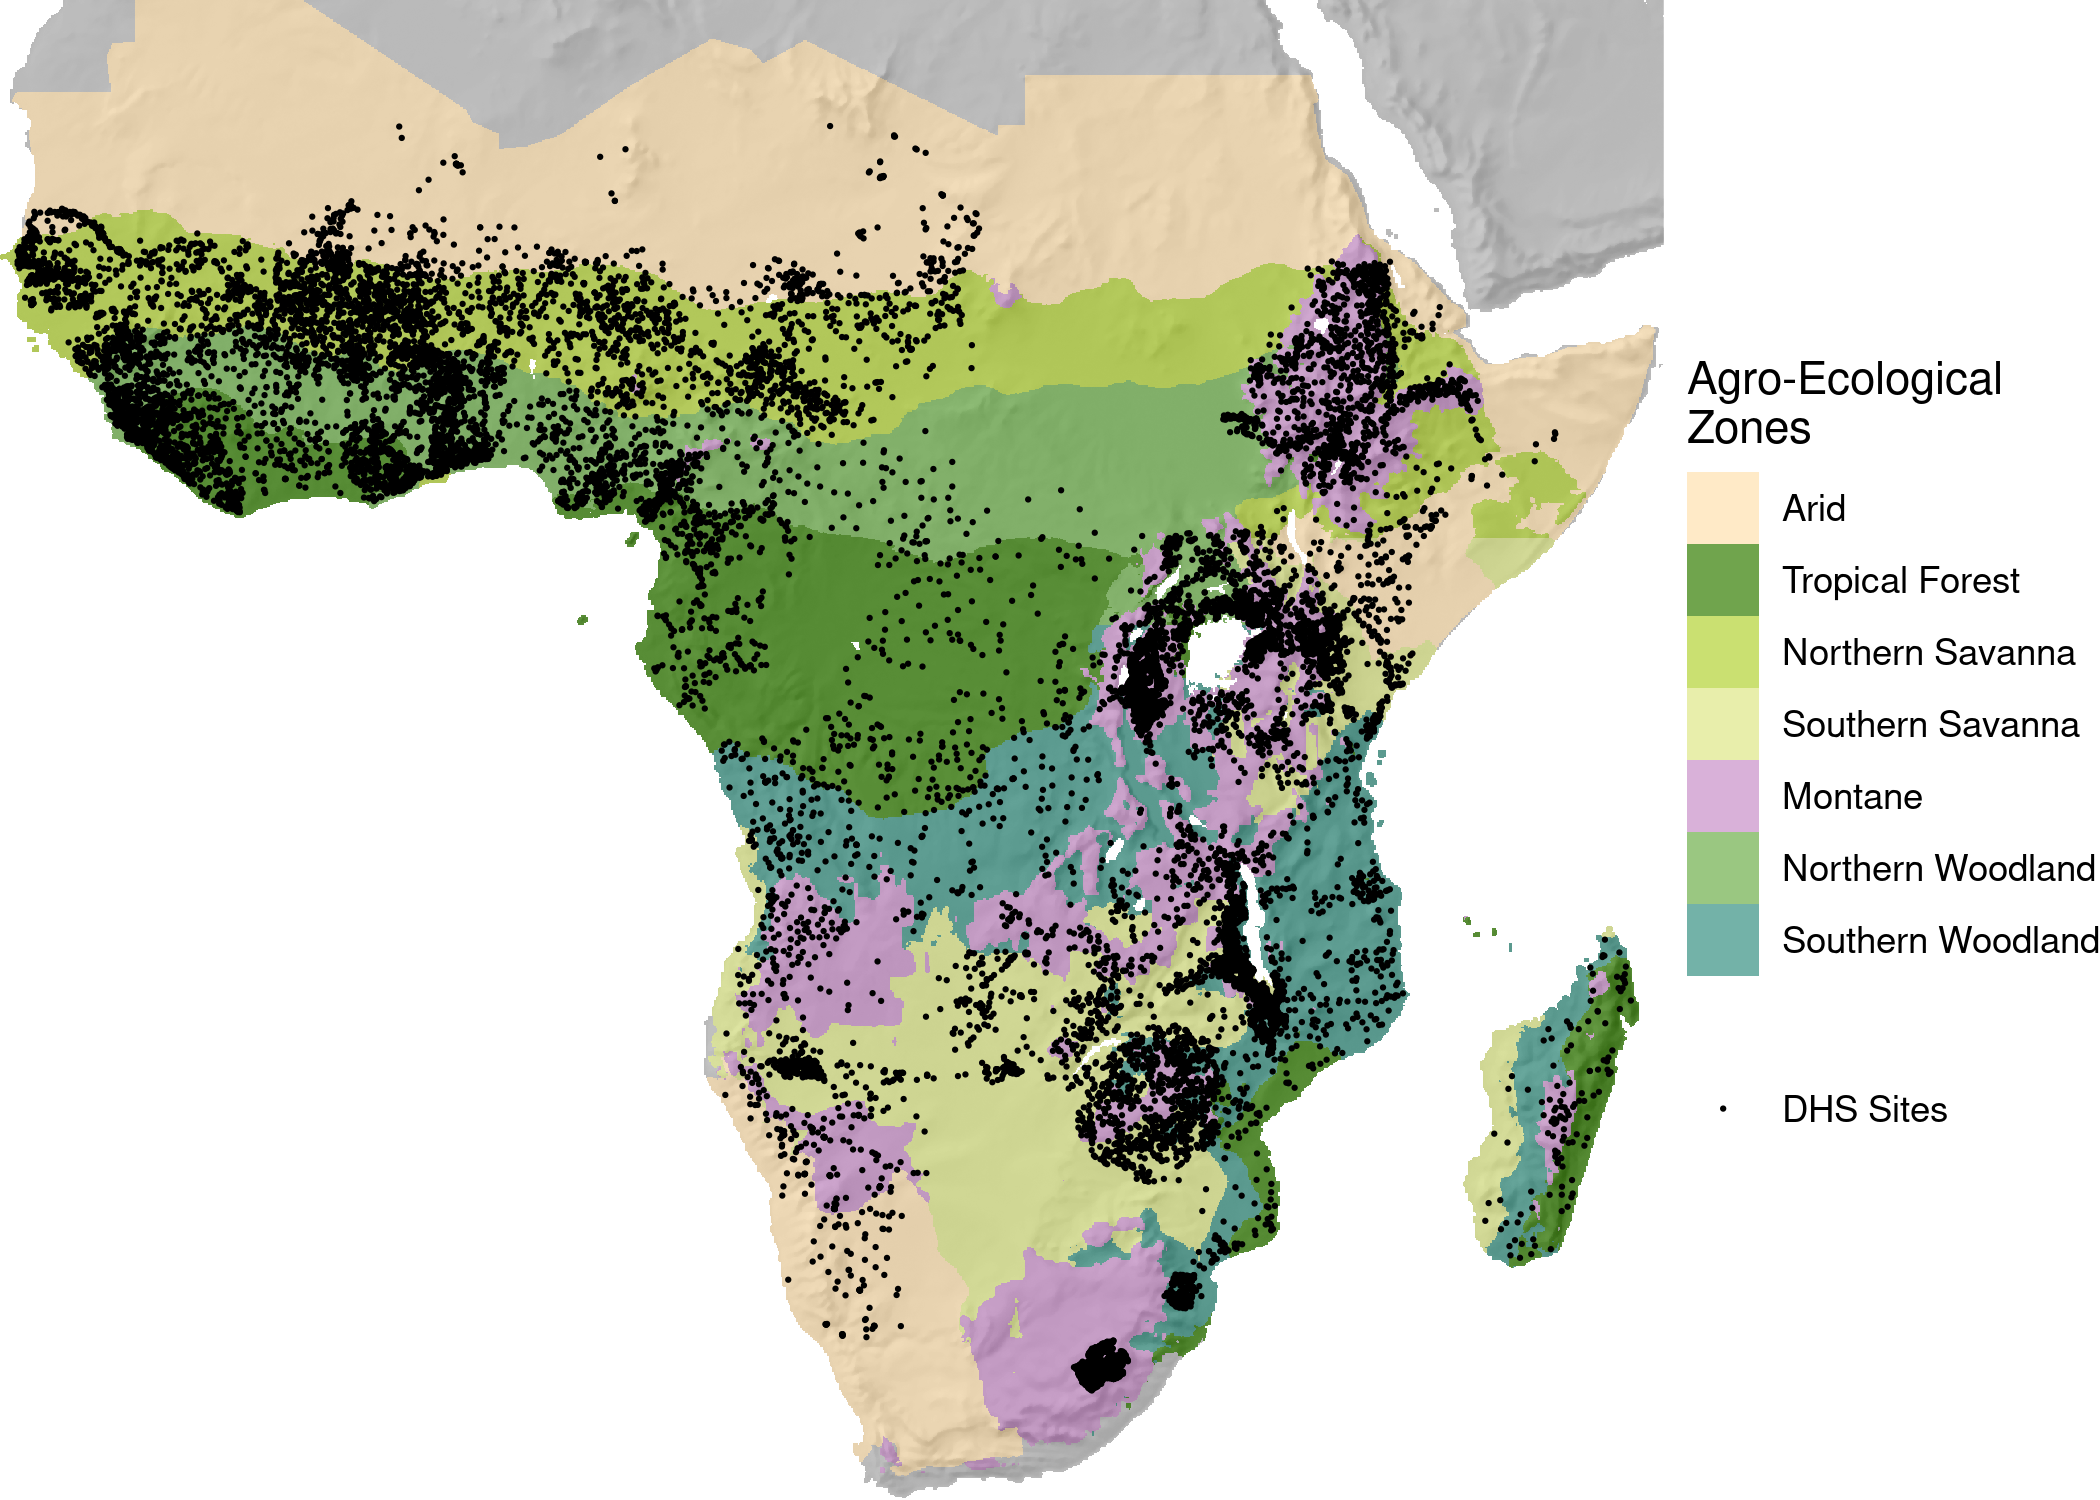 Agro-Ecological
Zones
Arid
Tropical Forest
Northern Savanna
Southern Savanna
Montane
Northern Woodland
Southern Woodland
DHS Sites